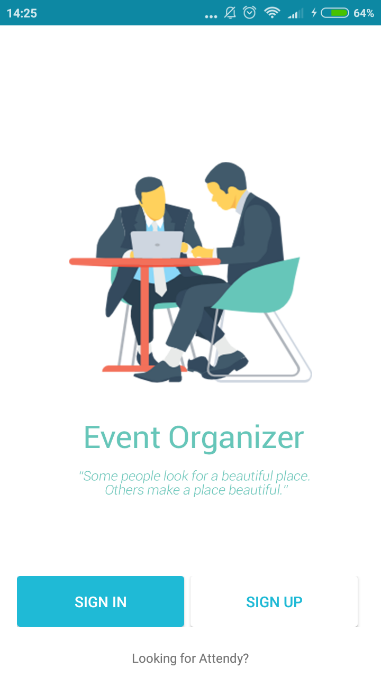 14:25
64%
Event Organizer
“Some people look for a beautiful place.
Others make a place beautiful.”
SIGN IN
SIGN UP
Looking for Attendy?